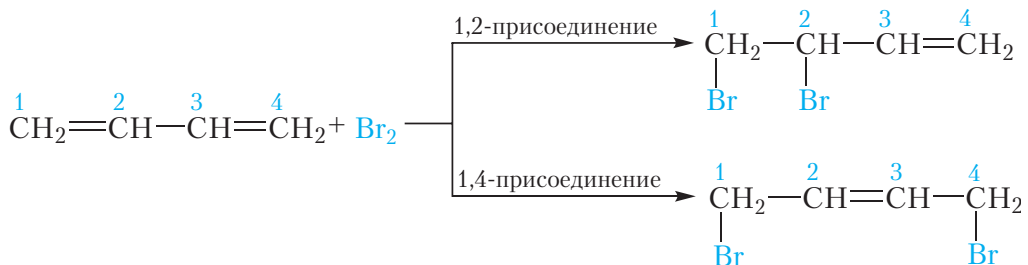 1,2-присоединение
1 2 3 4
CH₂—CH—CH=CH₂
Br Br
1 2 3 4
CH₂=CH—CH=CH₂ + Br₂
1,4-присоединение
1 2 3 4
CH₂—CH=CH—CH₂
Br Br